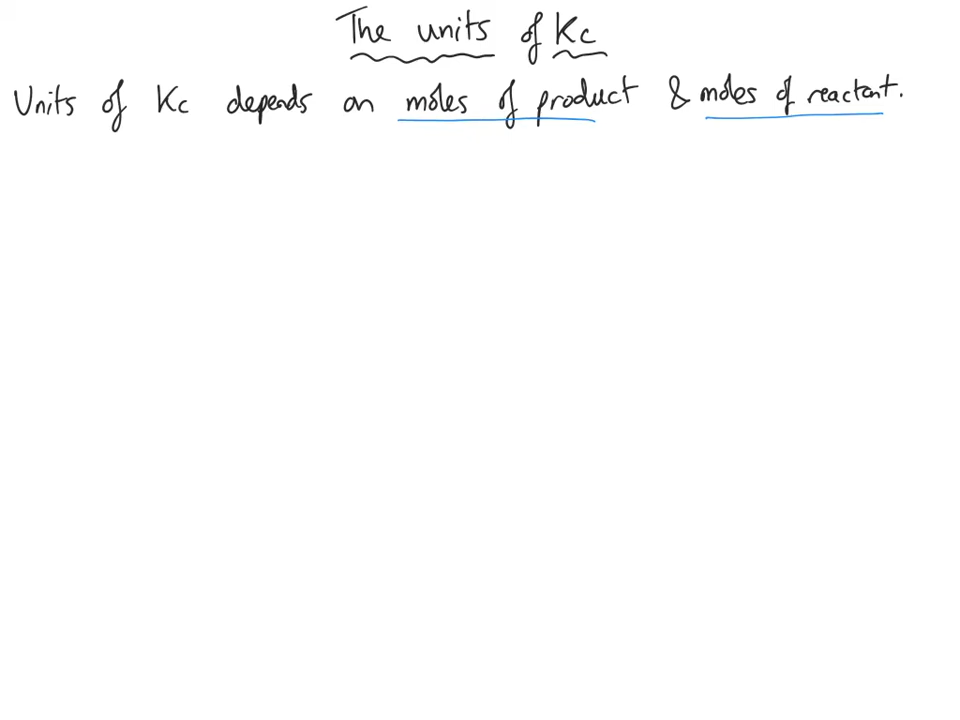 The units of Kc
Units of Kc depends on moles of product & moles of reactant.